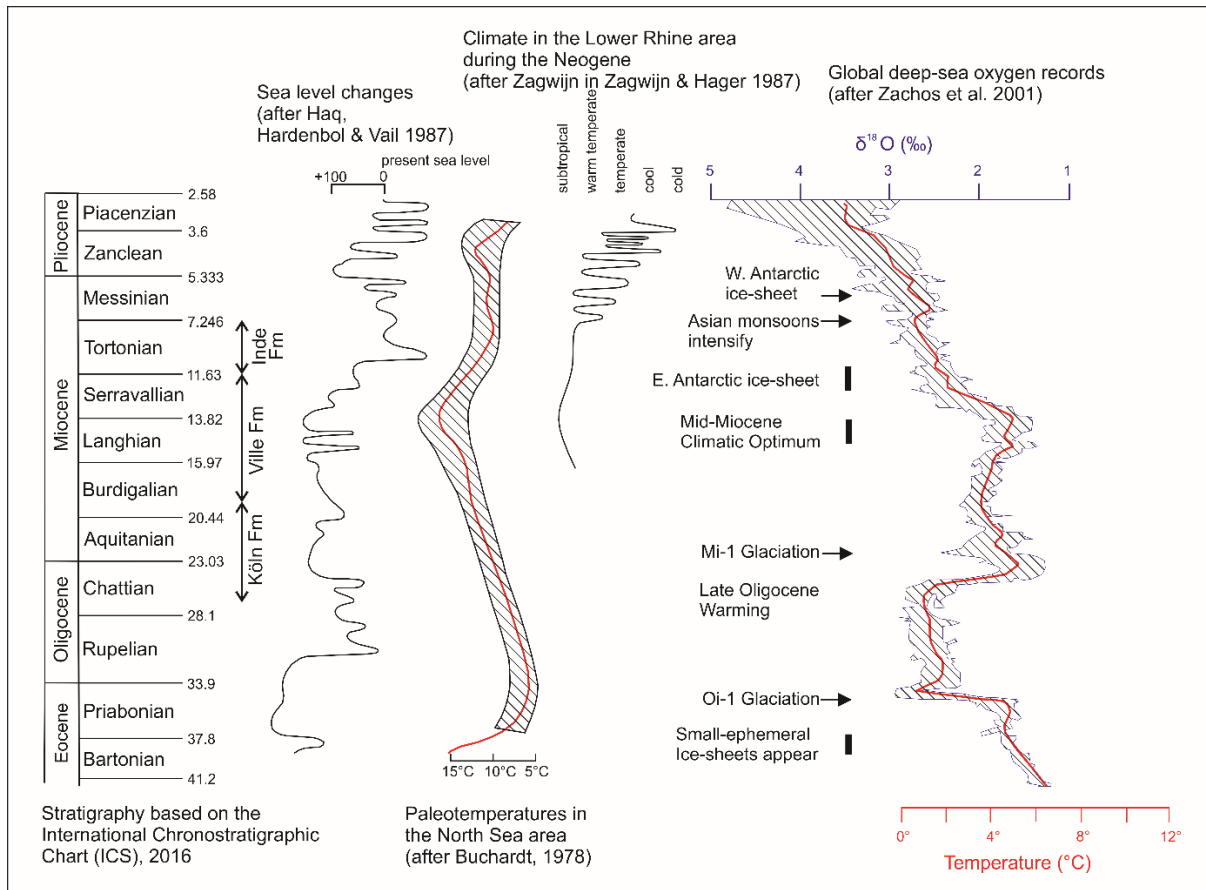 Climate in the Lower Rhine area
during the Neogene
(after Zagwijn in Zagwijn & Hager 1987)
Global deep-sea oxygen records
(after Zachos et al. 2001)
Sea level changes
(after Haq,
Hardenbol & Vail 1987)
present sea level
+100
0
subtropical
warm temperate
temperate
cool
cold
δ¹⁸ O (‰)
5
4
3
2
1
Pliocene
Miocene
Oligocene
Eocene
Piacenzian
Zanclean
Messinian
Tortonian
Serravallian
Langhian
Burdigalian
Aquitanian
Chattian
Rupelian
Priabonian
Bartonian
2.58
3.6
5.333
7.246
11.63
13.82
15.97
20.44
23.03
28.1
33.9
37.8
41.2
Inde
Fm
Ville Fm
Köln Fm
W. Antarctic
ice-sheet
Asian monsoons
intensify
E. Antarctic ice-sheet
Mid-Miocene
Climatic Optimum
Mi-1 Glaciation
Late Oligocene
Warming
Oi-1 Glaciation
Small-ephemeral
Ice-sheets appear
15°C
10°C
5°C
Stratigraphy based on the
International Chronostratigraphic
Chart (ICS), 2016
Paleotemperatures in
the North Sea area
(after Buchardt, 1978)
0°
4°
8°
12°
Temperature (°C)